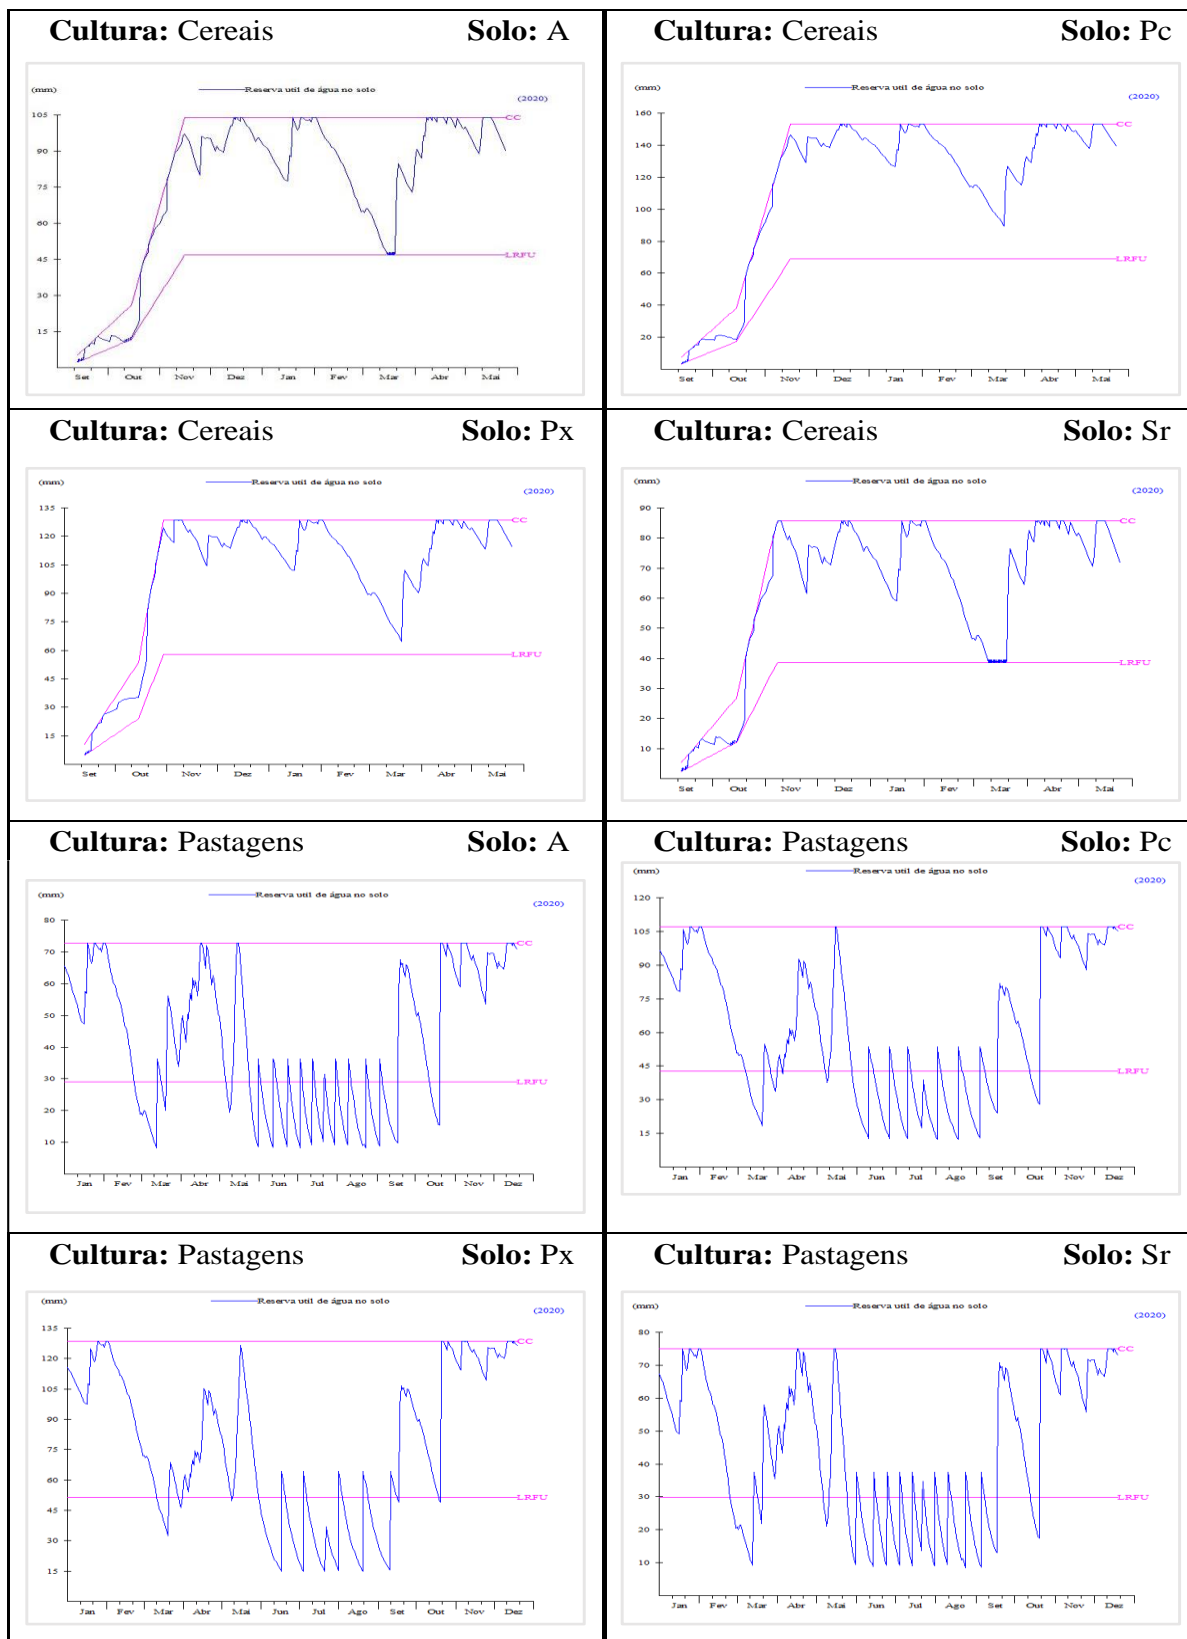 Cultura: Cereais Solo: A
(mm) Reserva util de água no solo
(2020)
105 CC
90
75
60
45 LRFU
30
15
Set Out Nov Dez Jan Fev Mar Abr Mai
Cultura: Cereais Solo: Pc
(mm) Reserva util de água no solo
(2020)
160 CC
140
120
100
80 LRFU
60
40
20
Set Out Nov Dez Jan Fev Mar Abr Mai
Cultura: Cereais Solo: Px
(mm) Reserva util de água no solo
(2020)
135 CC
120
105
90
75
60 LRFU
45
30
15
Set Out Nov Dez Jan Fev Mar Abr Mai
Cultura: Cereais Solo: Sr
(mm) Reserva util de água no solo
(2020)
90 CC
80
70
60
50
40 LRFU
30
20
10
Set Out Nov Dez Jan Fev Mar Abr Mai
Cultura: Pastagens Solo: A
(mm) Reserva util de água no solo
(2020)
80
70 CC
60
50
40
30 LRFU
20
10
Jan Fev Mar Abr Mai Jun Jul Ago Set Out Nov Dez
Cultura: Pastagens Solo: Pc
(mm) Reserva util de água no solo
(2020)
120
105 CC
90
75
60
45 LRFU
30
15
Jan Fev Mar Abr Mai Jun Jul Ago Set Out Nov Dez
Cultura: Pastagens Solo: Px
(mm) Reserva util de água no solo
(2020)
135 CC
120
105
90
75
60
45 LRFU
30
15
Jan Fev Mar Abr Mai Jun Jul Ago Set Out Nov Dez
Cultura: Pastagens Solo: Sr
(mm) Reserva util de água no solo
(2020)
80 CC
70
60
50
40
30 LRFU
20
10
Jan Fev Mar Abr Mai Jun Jul Ago Set Out Nov Dez